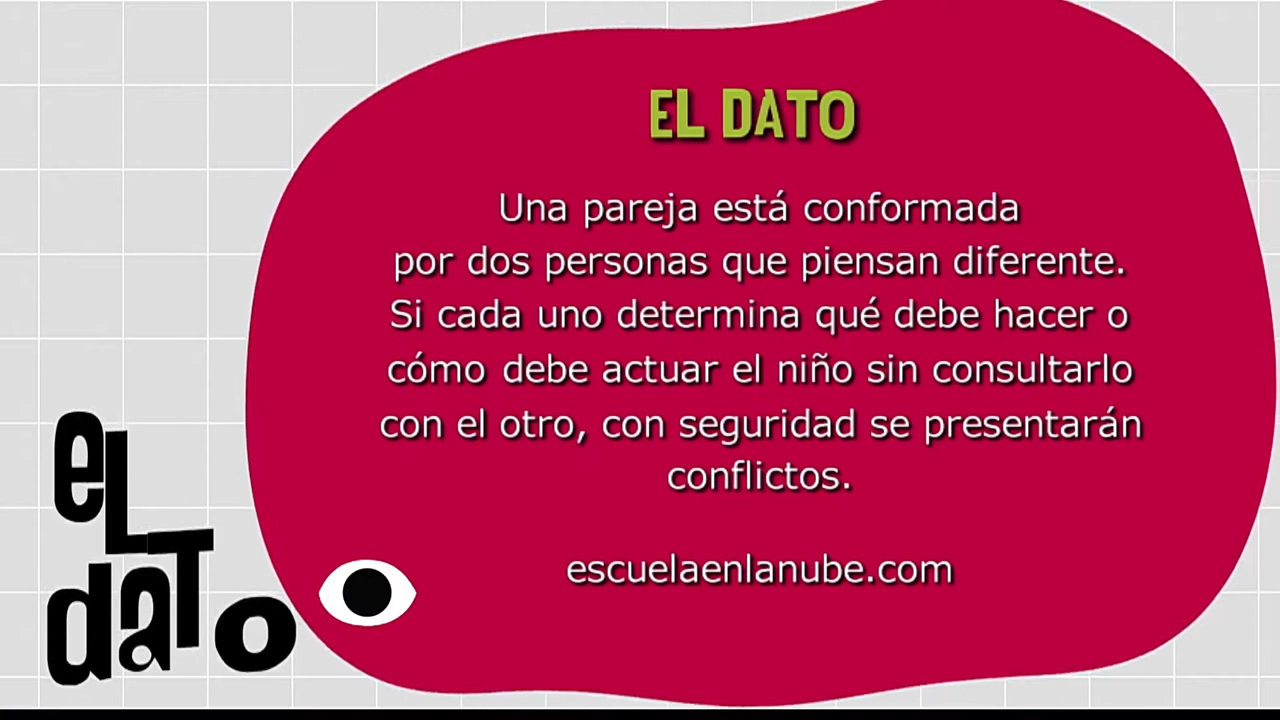 EL DATO
Una pareja está conformada
por dos personas que piensan diferente.
Si cada uno determina qué debe hacer o
cómo debe actuar el niño sin consultarlo
con el otro, con seguridad se presentarán
conflictos.
escuelaenlanube.com
eL
daTo